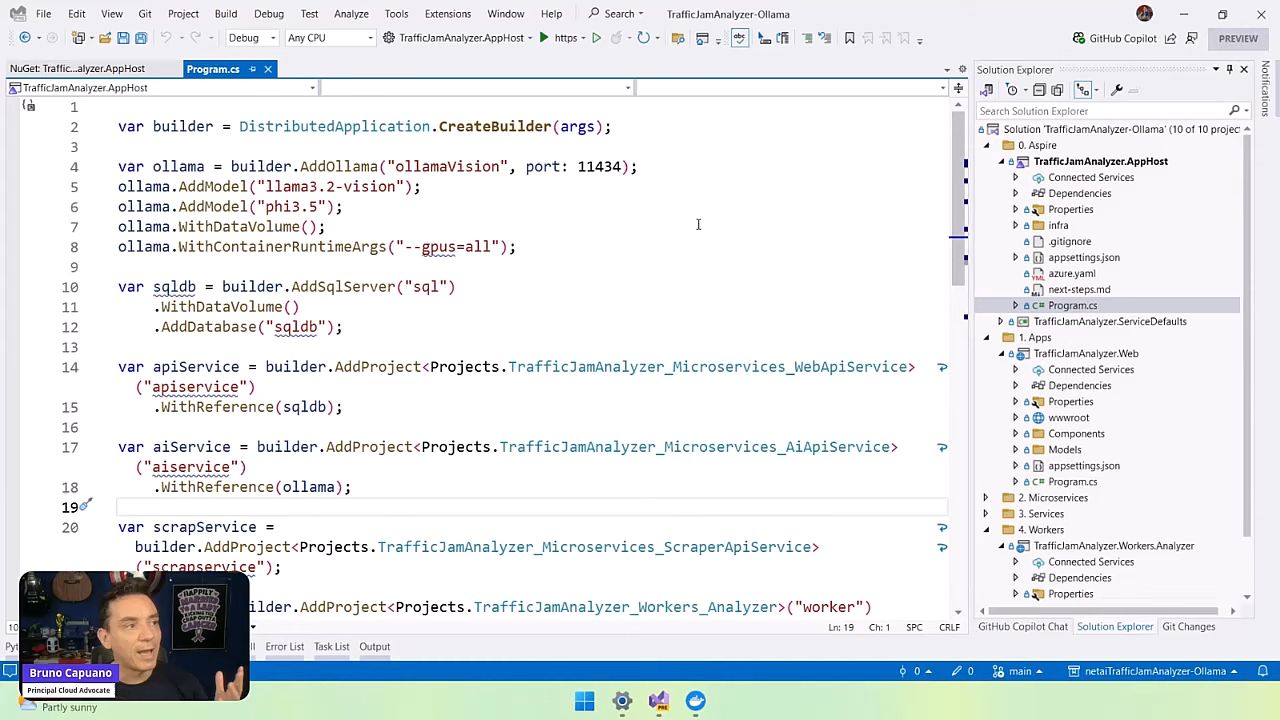 File Edit View Git Project Build Debug Test Analyze Tools Extensions Window Help Search TrafficJamAnalyzer-Ollama
Debug Any CPU TrafficJamAnalyzer.AppHost https GitHub Copilot PREVIEW
NuGet: Traffic...alyzer.AppHost Program.cs
TrafficJamAnalyzer.AppHost
1
2 var builder = DistributedApplication.CreateBuilder(args);
3
4 var ollama = builder.AddOllama("ollamaVision", port: 11434);
5 ollama.AddModel("llama3.2-vision");
6 ollama.AddModel("phi3.5");
7 ollama.WithDataVolume();
8 ollama.WithContainerRuntimeArgs("--gpus=all");
9
10 var sqldb = builder.AddSqlServer("sql")
11 .WithDataVolume()
12 .AddDatabase("sqldb");
13
14 var apiService = builder.AddProject<Projects.TrafficJamAnalyzer_Microservices_WebApiService>
("apiservice")
15 .WithReference(sqldb);
16
17 var aiService = builder.AddProject<Projects.TrafficJamAnalyzer_Microservices_AiApiService>
("aiservice")
18 .WithReference(ollama);
19
20 var scrapService =
builder.AddProject<Projects.TrafficJamAnalyzer_Microservices_ScraperApiService>
("scrapservice");
ilder.AddProject<Projects.TrafficJamAnalyzer_Workers_Analyzer>("worker")
Ln: 19 Ch: 1 SPC CRLF
Error List Task List Output
Solution Explorer
Search Solution Explorer
Solution 'TrafficJamAnalyzer-Ollama' (10 of 10 projec
0. Aspire
TrafficJamAnalyzer.AppHost
Connected Services
Dependencies
Properties
infra
.gitignore
appsettings.json
azure.yaml
next-steps.md
Program.cs
TrafficJamAnalyzer.ServiceDefaults
1. Apps
TrafficJamAnalyzer.Web
Connected Services
Dependencies
Properties
wwwroot
Components
Models
appsettings.json
Program.cs
2. Microservices
3. Services
4. Workers
TrafficJamAnalyzer.Workers.Analyzer
Connected Services
Dependencies
Properties
GitHub Copilot Chat Solution Explorer Git Changes
Notifications
0 0 main netaiTrafficJamAnalyzer-Ollama
Bruno Capuano
Principal Cloud Advocate
Partly sunny